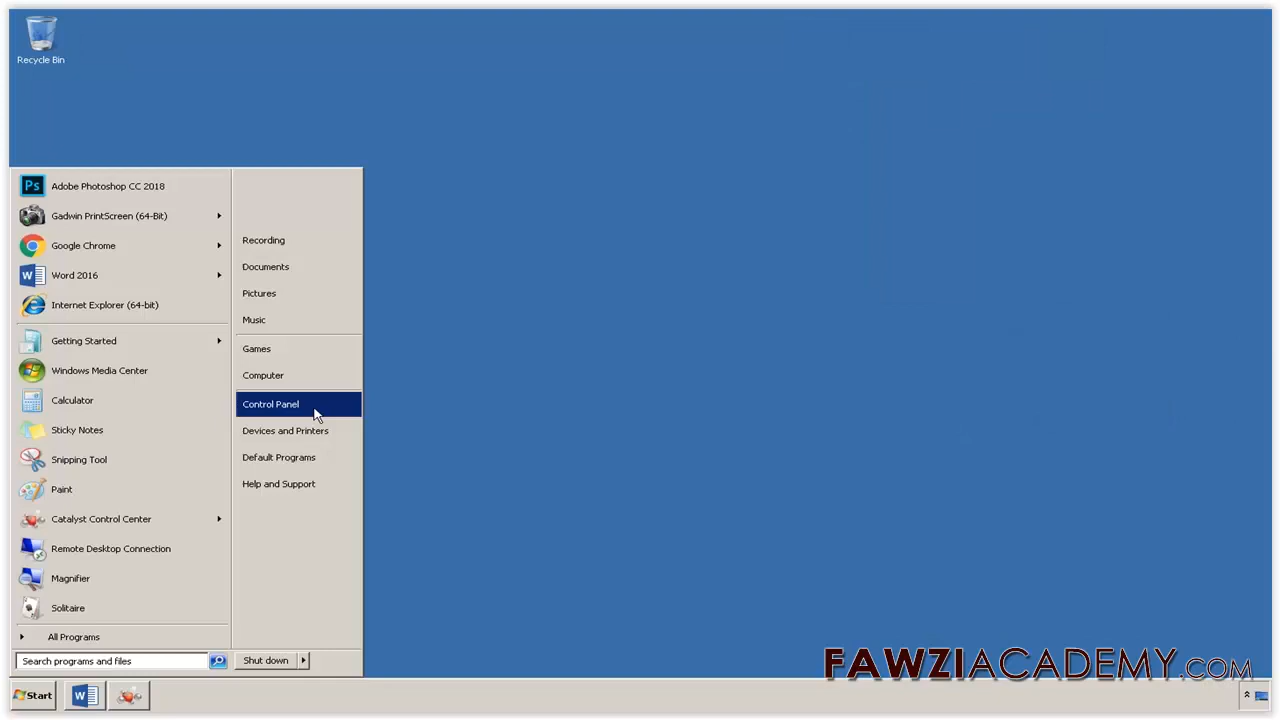 Recycle Bin
Ps
Adobe Photoshop CC 2018
Gadwin PrintScreen (64-Bit)
Google Chrome
W
Word 2016
Internet Explorer (64-bit)
Getting Started
Windows Media Center
Calculator
Sticky Notes
Snipping Tool
Paint
Catalyst Control Center
Remote Desktop Connection
Magnifier
Solitaire
All Programs
Search programs and files
Recording
Documents
Pictures
Music
Games
Computer
Control Panel
Devices and Printers
Default Programs
Help and Support
Shut down
FAWZIACADEMY.COM
Start
W